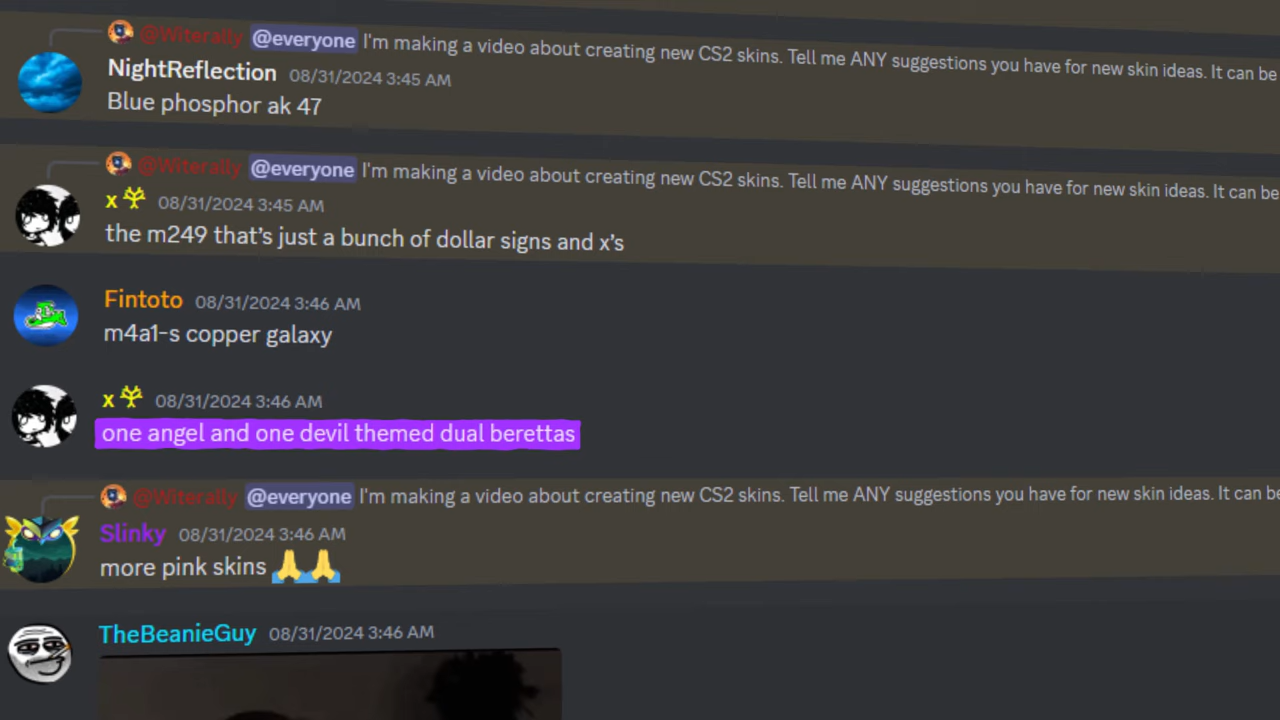 @Witerally @everyone I'm making a video about creating new CS2 skins. Tell me ANY suggestions you have for new skin ideas. It can be
NightReflection 08/31/2024 3:45 AM
Blue phosphor ak 47
@Witerally @everyone I'm making a video about creating new CS2 skins. Tell me ANY suggestions you have for new skin ideas. It can be
x 08/31/2024 3:45 AM
the m249 that's just a bunch of dollar signs and x's
Fintoto 08/31/2024 3:46 AM
m4a1-s copper galaxy
x 08/31/2024 3:46 AM
one angel and one devil themed dual berettas
@Witerally @everyone I'm making a video about creating new CS2 skins. Tell me ANY suggestions you have for new skin ideas. It can be
Slinky 08/31/2024 3:46 AM
more pink skins 🙏🙏
TheBeanieGuy 08/31/2024 3:46 AM